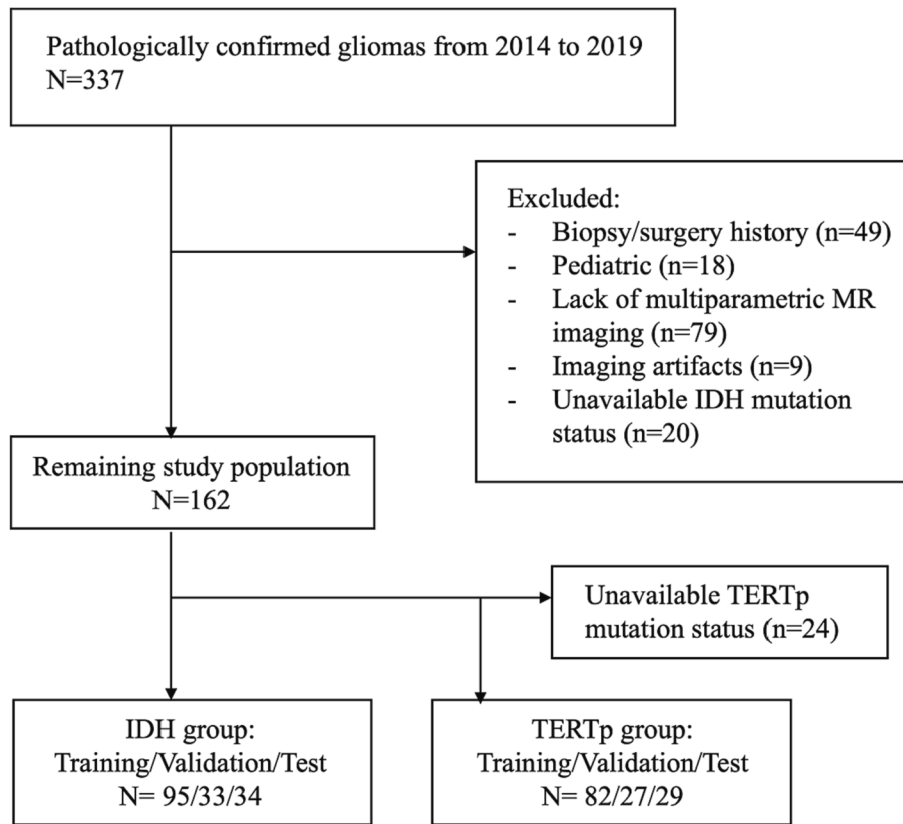 Pathologically confirmed gliomas from 2014 to 2019
N=337
Excluded:
- Biopsy/surgery history (n=49)
- Pediatric (n=18)
- Lack of multiparametric MR
imaging (n=79)
- Imaging artifacts (n=9)
- Unavailable IDH mutation
status (n=20)
Remaining study population
N=162
Unavailable TERTp
mutation status (n=24)
IDH group:
Training/Validation/Test
N= 95/33/34
TERTp group:
Training/Validation/Test
N= 82/27/29